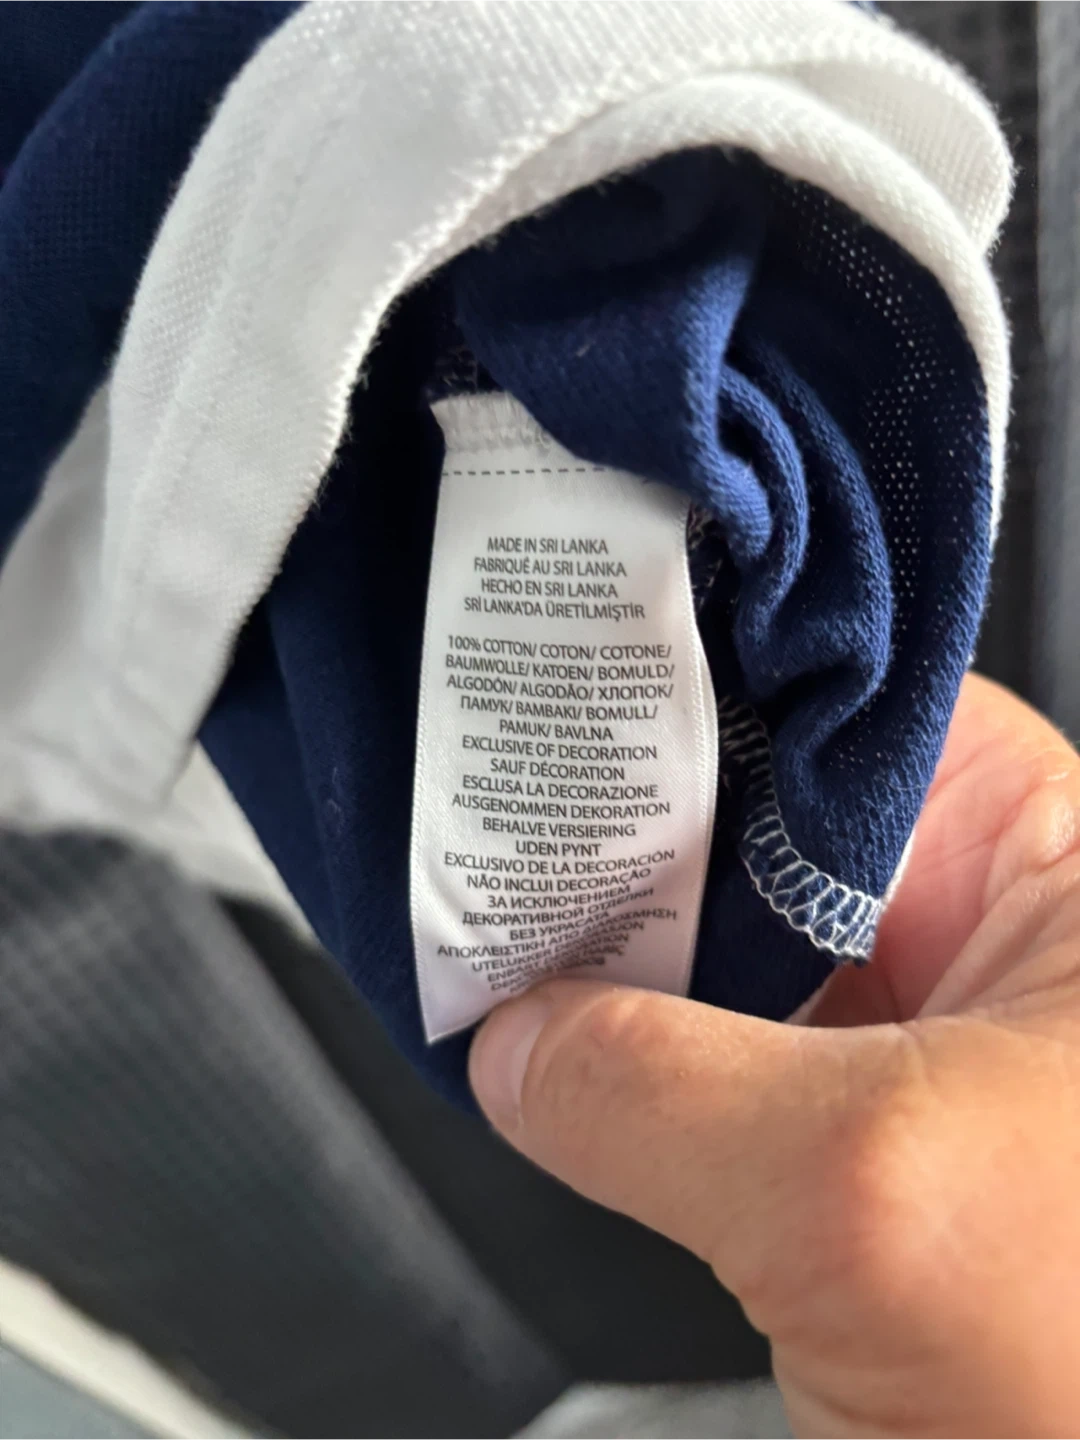 MADE IN SRI LANKA
FABRIQUÉ AU SRI LANKA
HECHO EN SRI LANKA
SRİ LANKA'DA ÜRETİLMİŞTİR
100% COTTON/ COTON/ COTONE/
BAUMWOLLE/ KATOEN/ BOMULD/
ALGODÓN/ ALGODÃO/ ХЛОПОК/
ПАМУК/ ΒΑΜΒΑΚΙ/ BOMULL/
PAMUK/ BAVLNA
EXCLUSIVE OF DECORATION
SAUF DÉCORATION
ESCLUSA LA DECORAZIONE
AUSGENOMMEN DEKORATION
BEHALVE VERSIERING
UDEN PYNT
EXCLUSIVO DE LA DECORACIÓN
NÃO INCLUI DECORAÇÃO
ЗА ИСКЛЮЧЕНИЕМ
ДЕКОРАТИВНОЙ ОТДЕЛКИ
БЕЗ УКРАСАТА
ΑΠΟΚΛΕΙΣΤΙΚΗ ΑΠΟ ΔΙΑΚΟΣΜΗΣΗ
UTELUKKER